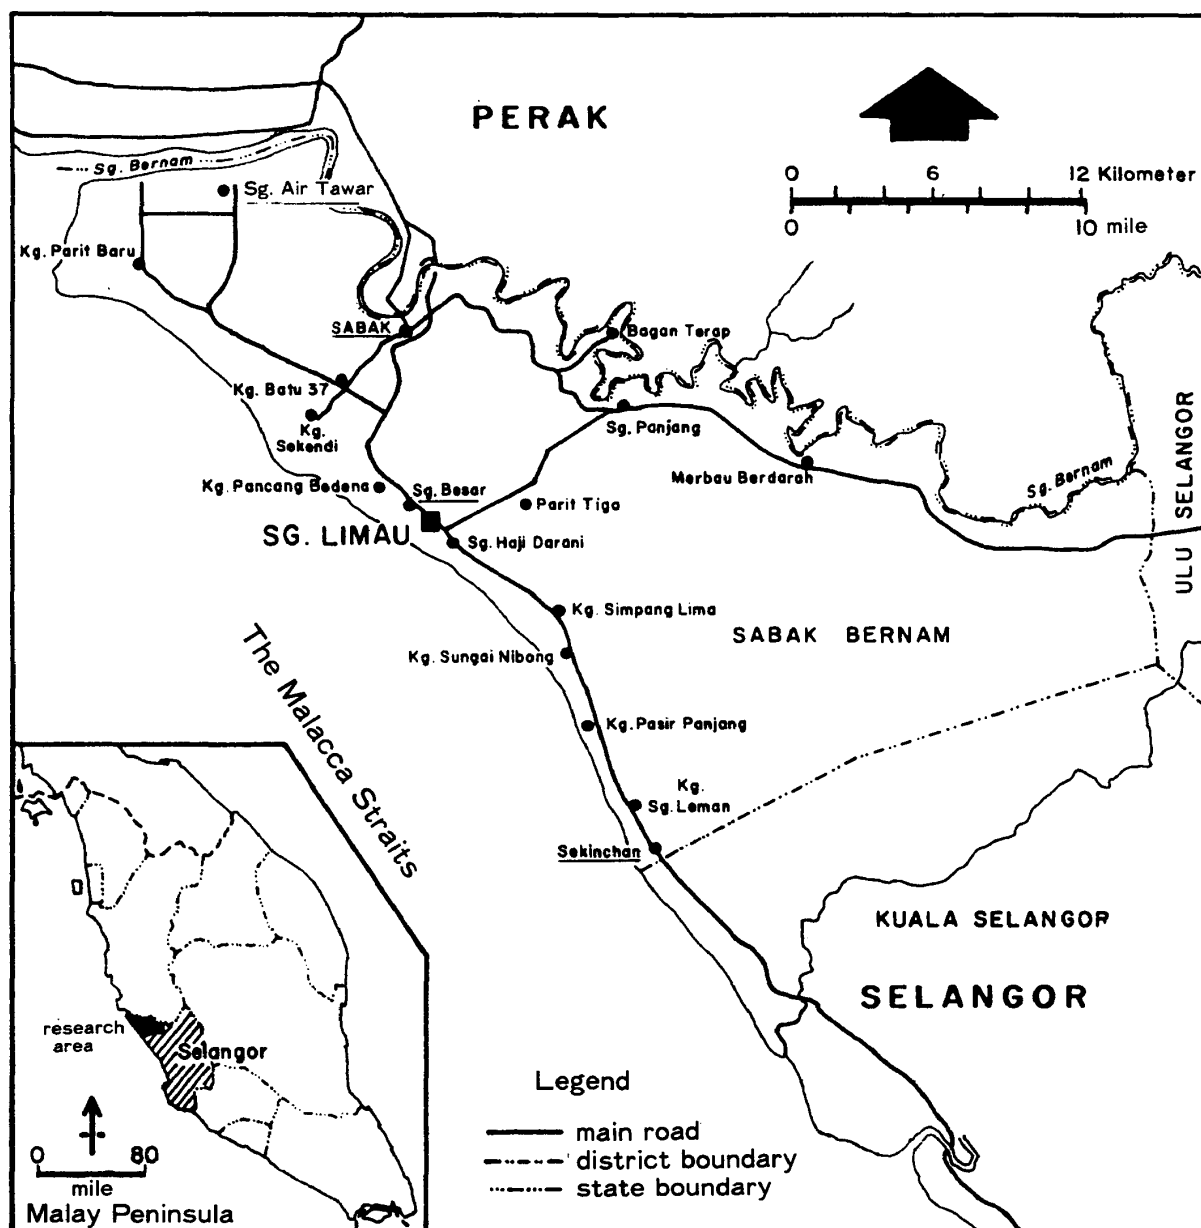 PERAK
0 6 12 Kilometer
0 10 mile
Sg. Bernam
Sg. Air Tawar
Kg. Parit Baru
SABAK
Bagan Terap
Kg. Batu 37
Kg.
Sekendi
Sg. Panjang
Merbau Berdarah
Sg. Bernam
ULU SELANGOR
Kg. Pancang Bedena
Sg. Besar
Parit Tiga
SG. LIMAU
Sg. Haji Darani
Kg. Simpang Lima
SABAK BERNAM
Kg. Sungai Nibong
The Malacca Straits
Kg. Pasir Panjang
Kg.
Sg. Leman
Sekinchan
KUALA SELANGOR
SELANGOR
research
area
Selangor
0 80
mile
Malay Peninsula
Legend
main road
district boundary
state boundary